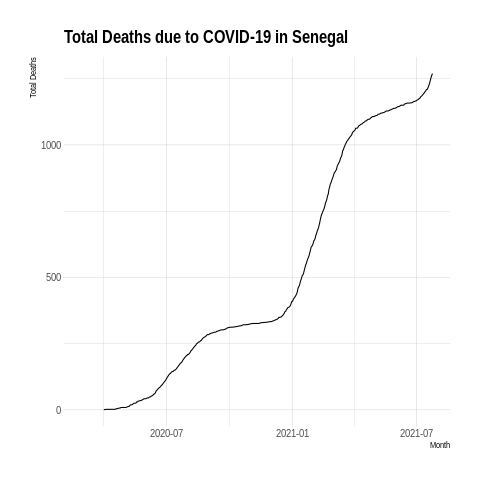 Total Deaths due to COVID-19 in Senegal
Total Deaths
1000
500
0
2020-07
2021-01
2021-07
Month